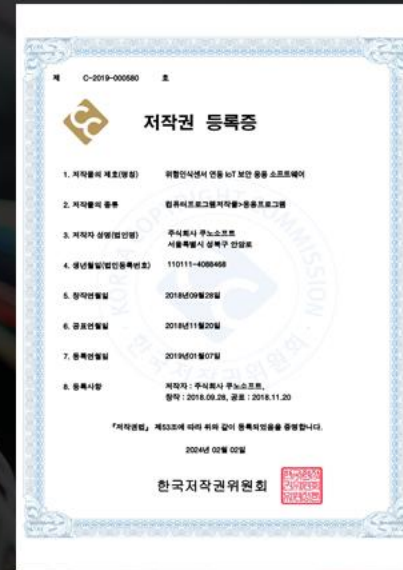 제 C-2019-000580 호
저작권 등록증
1. 저작물의 제호(명칭) 위험인식센서 연동 IoT 보안 응용 소프트웨어
2. 저작물의 종류 컴퓨터프로그램저작물>응용프로그램
3. 저작자 성명(법인명) 주식회사 쿠노소프트
서울특별시 성북구 안암로
4. 생년월일(법인등록번호) 110111-4088468
5. 창작연월일 2018년09월28일
6. 공표연월일 2018년11월20일
7. 등록연월일 2019년01월07일
8. 등록사항 저작자 : 주식회사 쿠노소프트,
창작 : 2018.09.28, 공표 : 2018.11.20
『저작권법』 제53조에 따라 위와 같이 등록되었음을 증명합니다.
2024년 02월 02일
한국저작권위원회